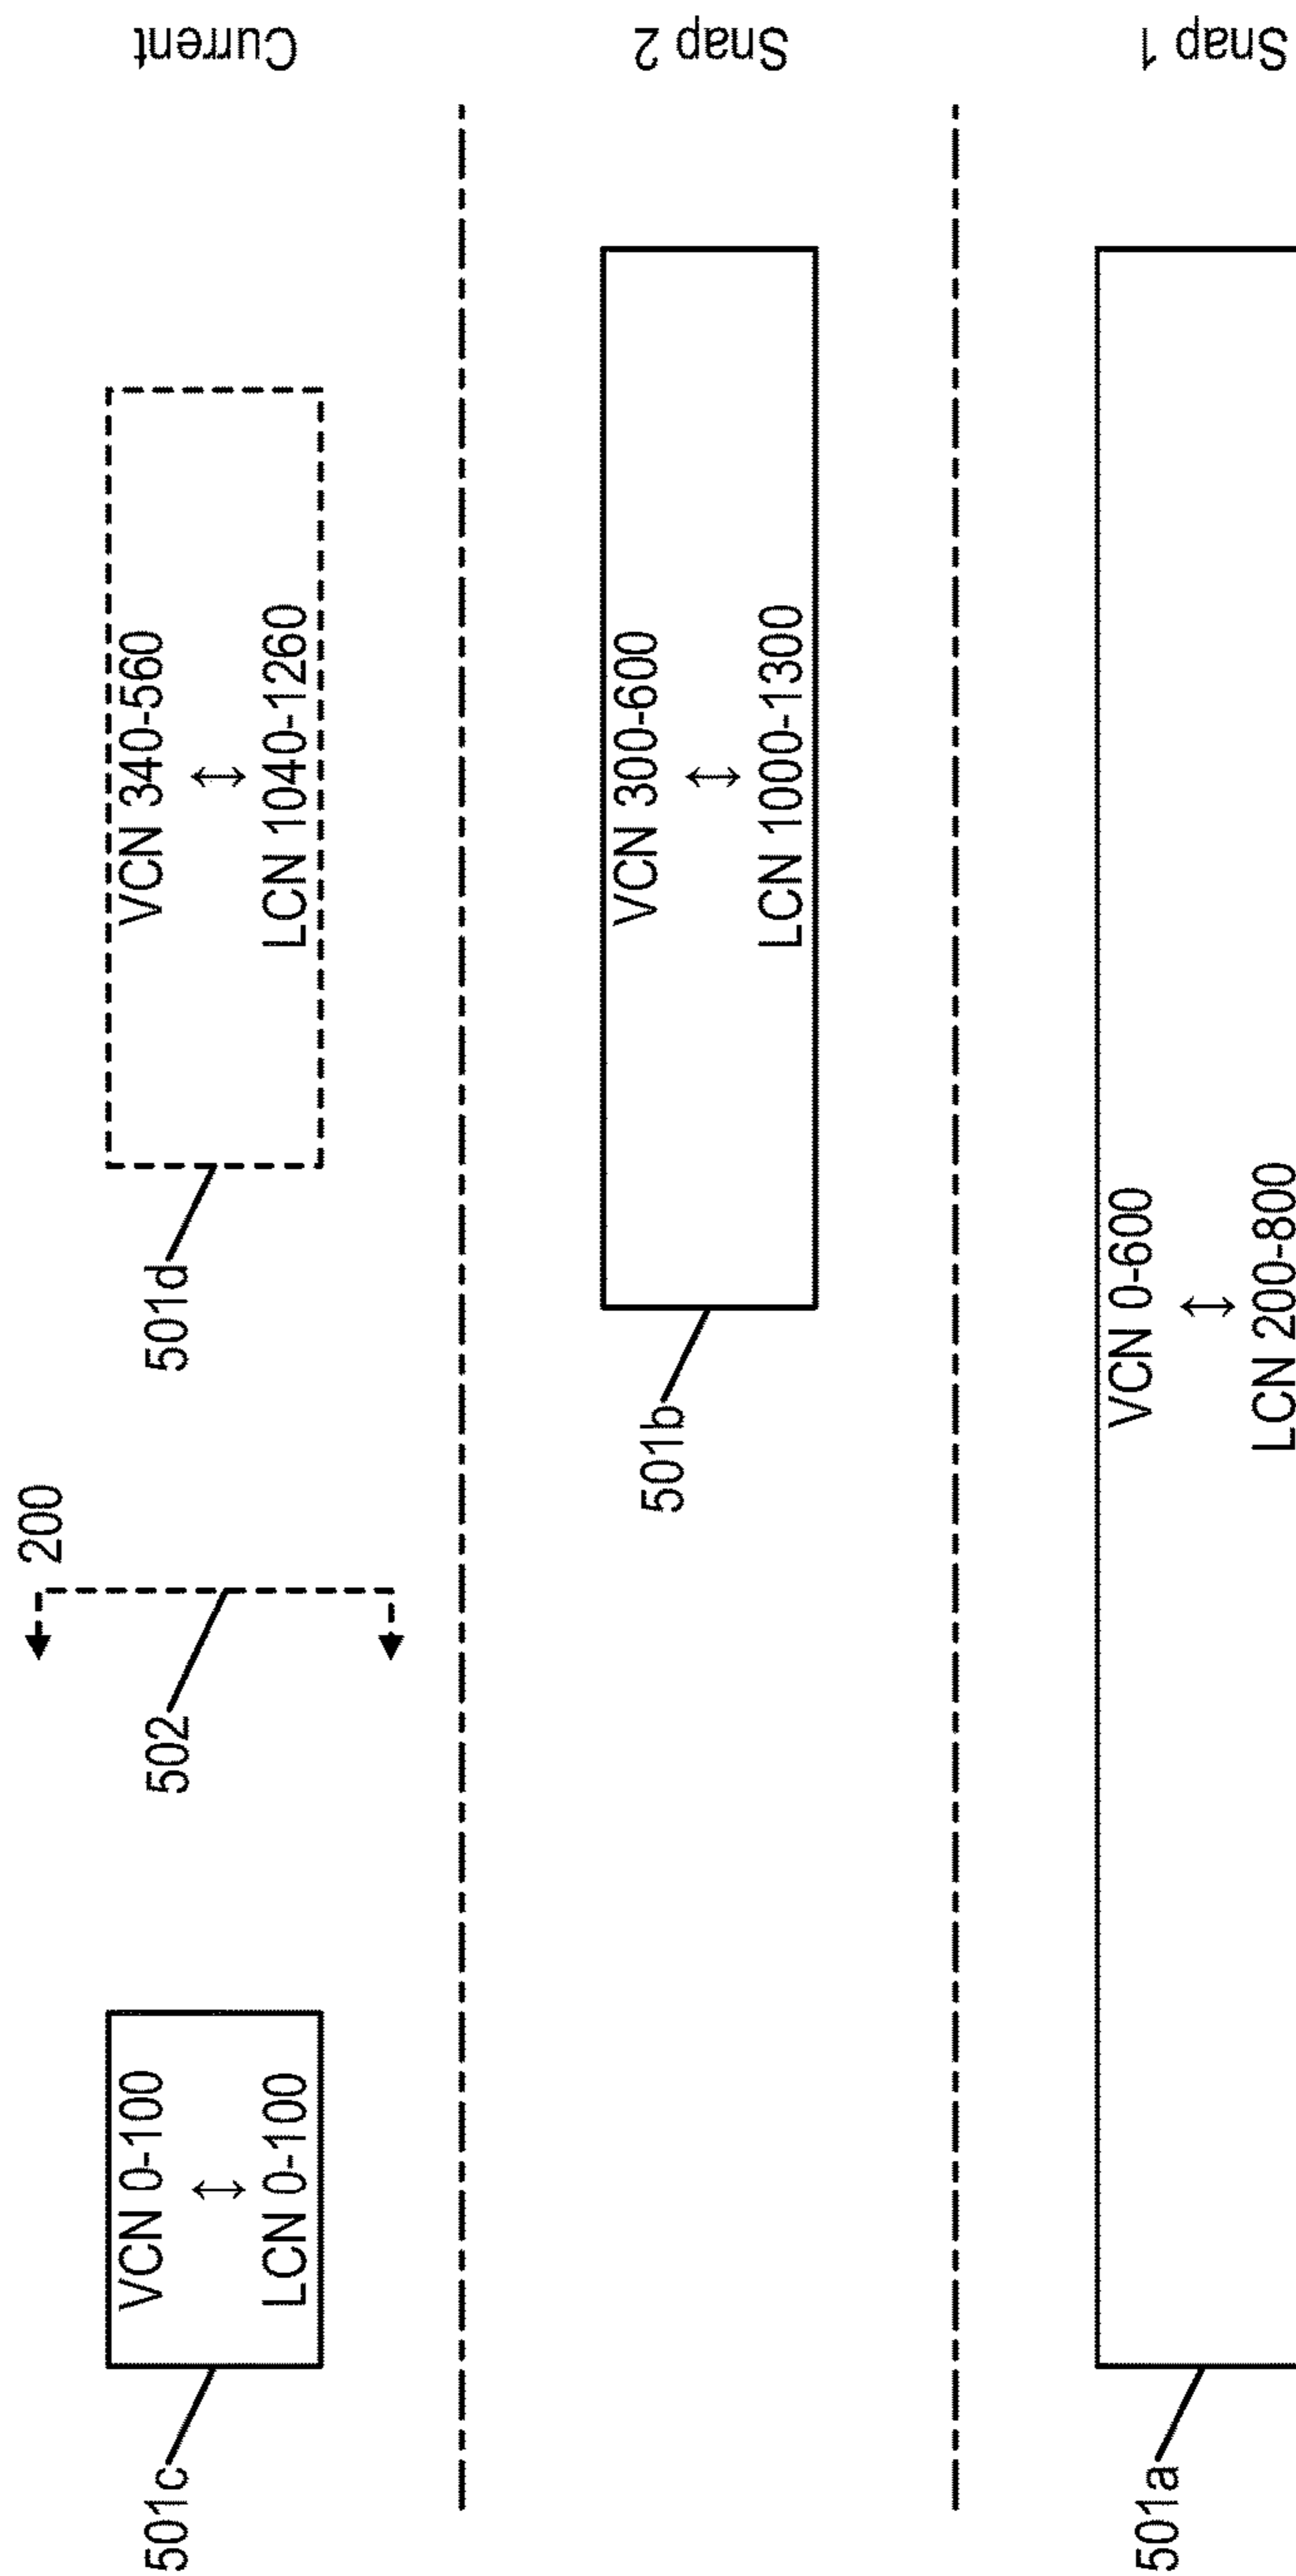 200
501c
VCN 0-100
↔
LCN 0-100
502
501d
VCN 340-560
↔
LCN 1040-1260
Current
501b
VCN 300-600
↔
LCN 1000-1300
Snap 2
501a
VCN 0-600
↔
LCN 200-800
Snap 1